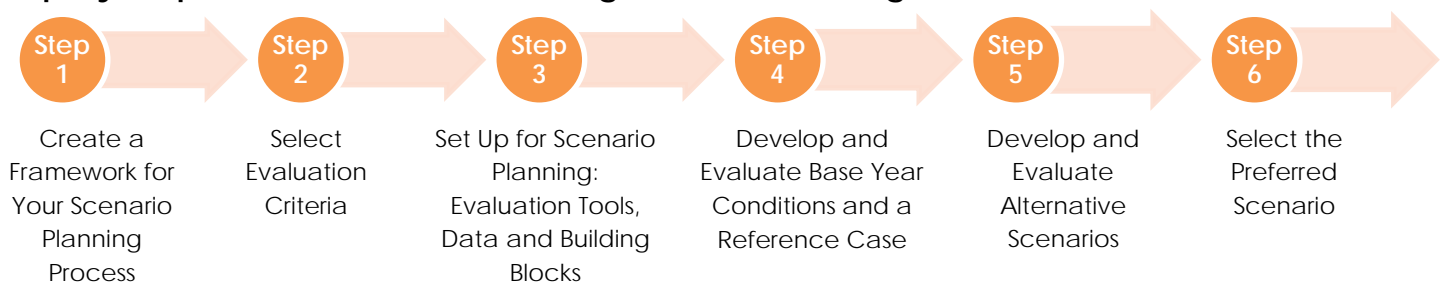 Step
1
Step
2
Step
3
Step
4
Step
5
Step
6
Create a
Framework for
Your Scenario
Planning
Process
Select
Evaluation
Criteria
Set Up for Scenario
Planning:
Evaluation Tools,
Data and Building
Blocks
Develop and
Evaluate Base Year
Conditions and a
Reference Case
Develop and
Evaluate
Alternative
Scenarios
Select the
Preferred
Scenario